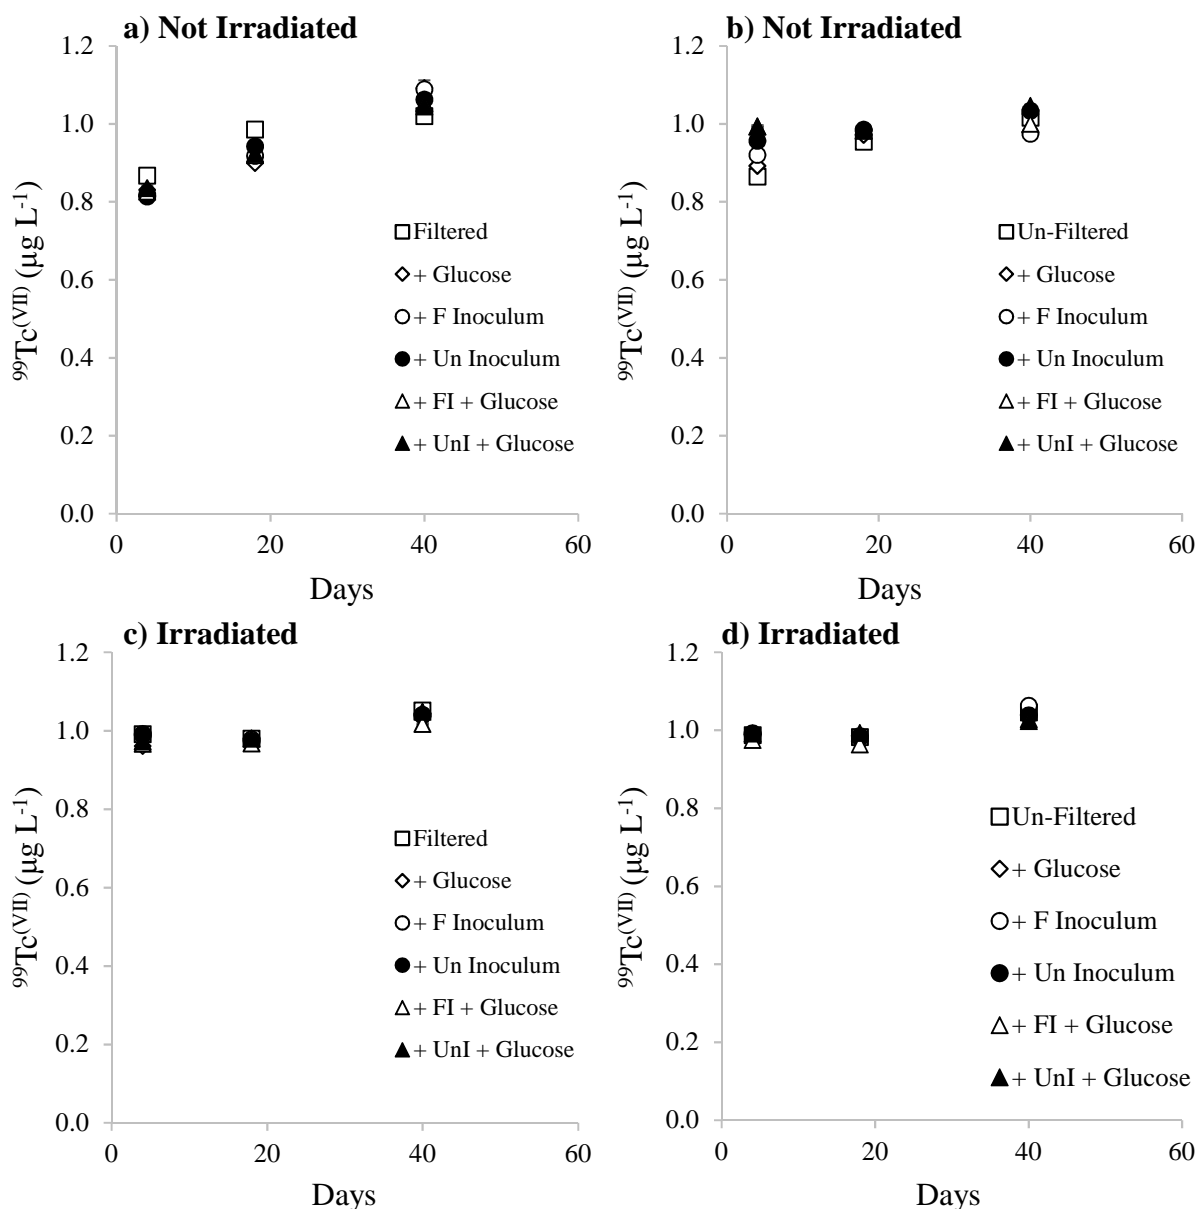 a) Not Irradiated
1.2
1.0
0.8
0.6
0.4
0.2
0.0
0
20
40
60
⁹⁹Tc⁽ⱽᴵᴵ⁾ (µg L⁻¹)
Days
Filtered
+ Glucose
+ F Inoculum
+ Un Inoculum
+ FI + Glucose
+ UnI + Glucose
b) Not Irradiated
1.2
1.0
0.8
0.6
0.4
0.2
0.0
0
20
40
60
⁹⁹Tc⁽ⱽᴵᴵ⁾ (µg L⁻¹)
Days
Un-Filtered
+ Glucose
+ F Inoculum
+ Un Inoculum
+ FI + Glucose
+ UnI + Glucose
c) Irradiated
1.2
1.0
0.8
0.6
0.4
0.2
0.0
0
20
40
60
⁹⁹Tc⁽ⱽᴵᴵ⁾ (µg L⁻¹)
Days
Filtered
+ Glucose
+ F Inoculum
+ Un Inoculum
+ FI + Glucose
+ UnI + Glucose
d) Irradiated
1.2
1.0
0.8
0.6
0.4
0.2
0.0
0
20
40
60
⁹⁹Tc⁽ⱽᴵᴵ⁾ (µg L⁻¹)
Days
Un-Filtered
+ Glucose
+ F Inoculum
+ Un Inoculum
+ FI + Glucose
+ UnI + Glucose